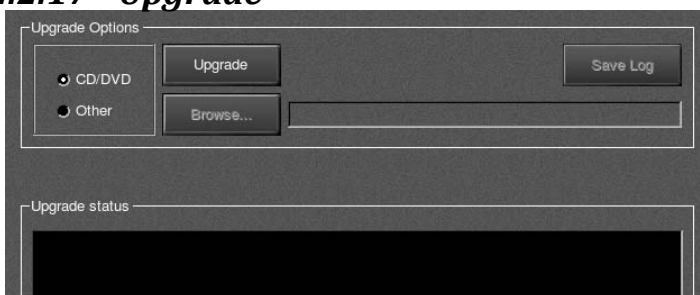 Upgrade
Upgrade Options
CD/DVD
Upgrade
Save Log
Other
Browse...
Upgrade status